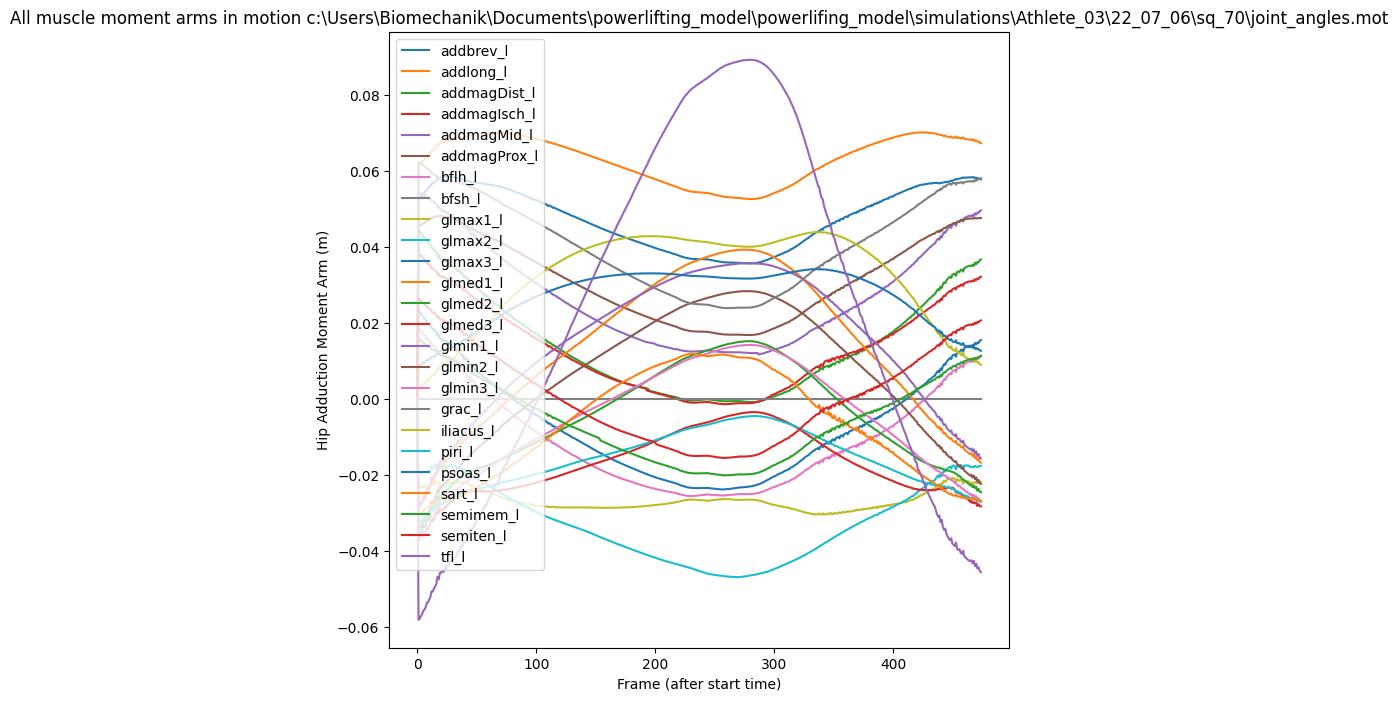 All muscle moment arms in motion c:\Users\Biomechanik\Documents\powerlifting_model\powerlifing_model\simulations\Athlete_03\22_07_06\sq_70\joint_angles.mot
addbrev_l
addlong_l
addmagDist_l
addmagIsch_l
addmagMid_l
addmagProx_l
bflh_l
bfsh_l
glmax1_l
glmax2_l
glmax3_l
glmed1_l
glmed2_l
glmed3_l
glmin1_l
glmin2_l
glmin3_l
grac_l
iliacus_l
piri_l
psoas_l
sart_l
semimem_l
semiten_l
tfl_l
0.08
0.06
0.04
0.02
0.00
−0.02
−0.04
−0.06
Hip Adduction Moment Arm (m)
0
100
200
300
400
Frame (after start time)